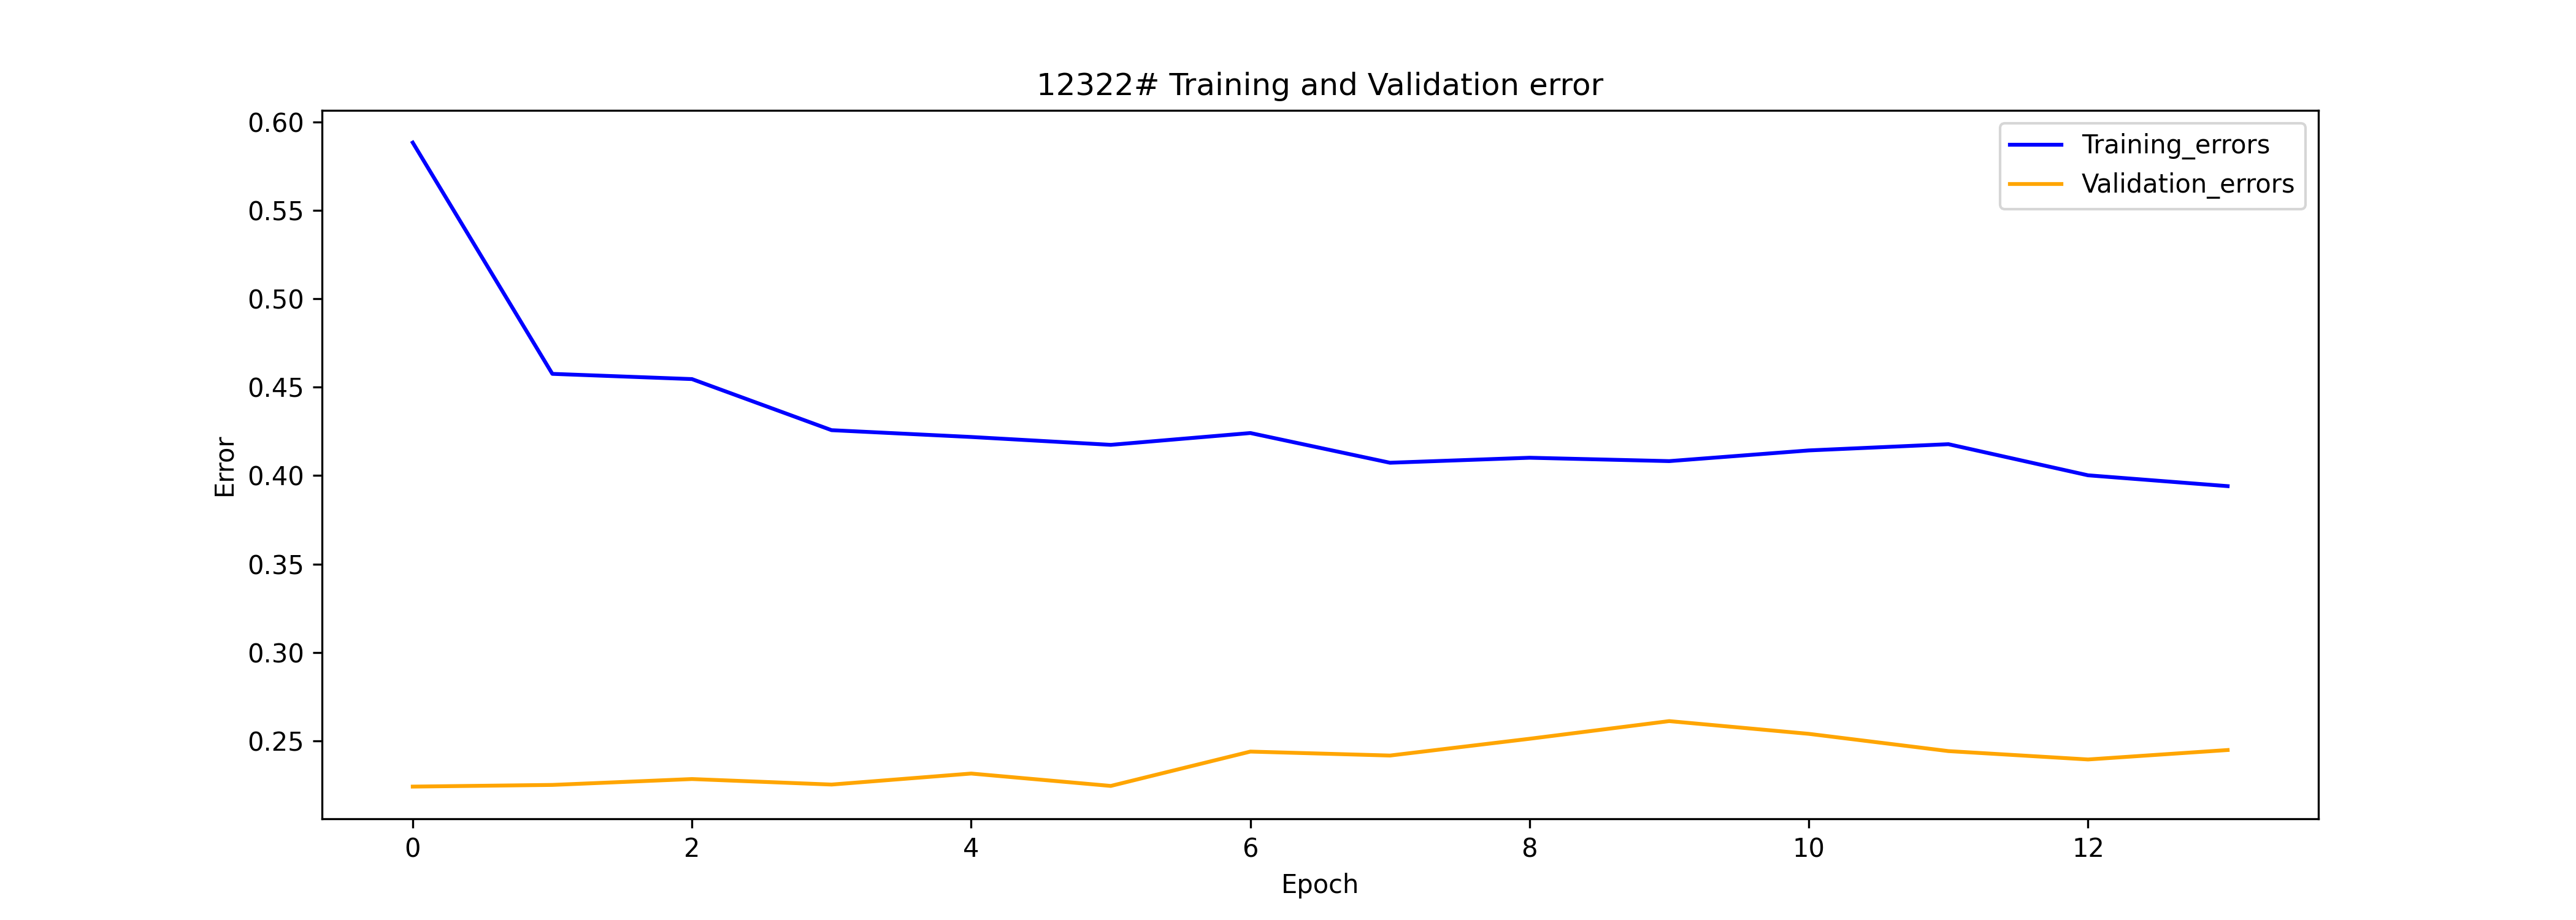 12322# Training and Validation error
Training_errors
Validation_errors
0.60
0.55
0.50
0.45
0.40
0.35
0.30
0.25
Error
0 2 4 6 8 10 12
Epoch